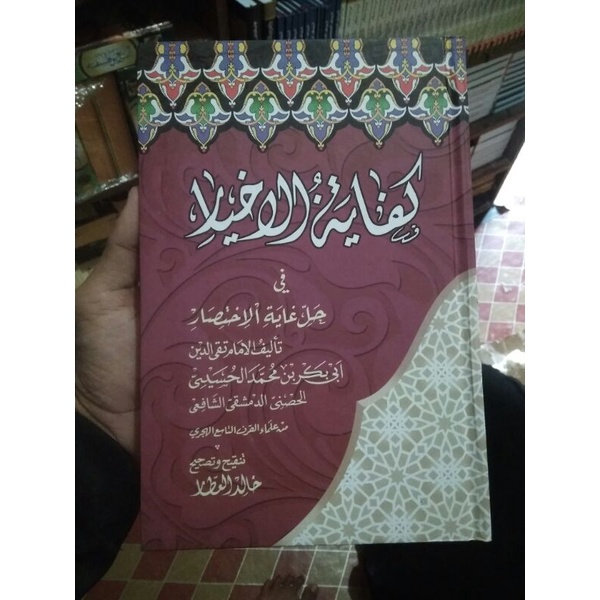 كفاية الاخيار
في
حل غاية الاختصار
تأليف الامام تقي الدين
أبي بكر بن محمد الحسيني
الحصني الدمشقي الشافعي
من علماء القرن التاسع الهجري
تنقيح وتصحيح
خالد العطار